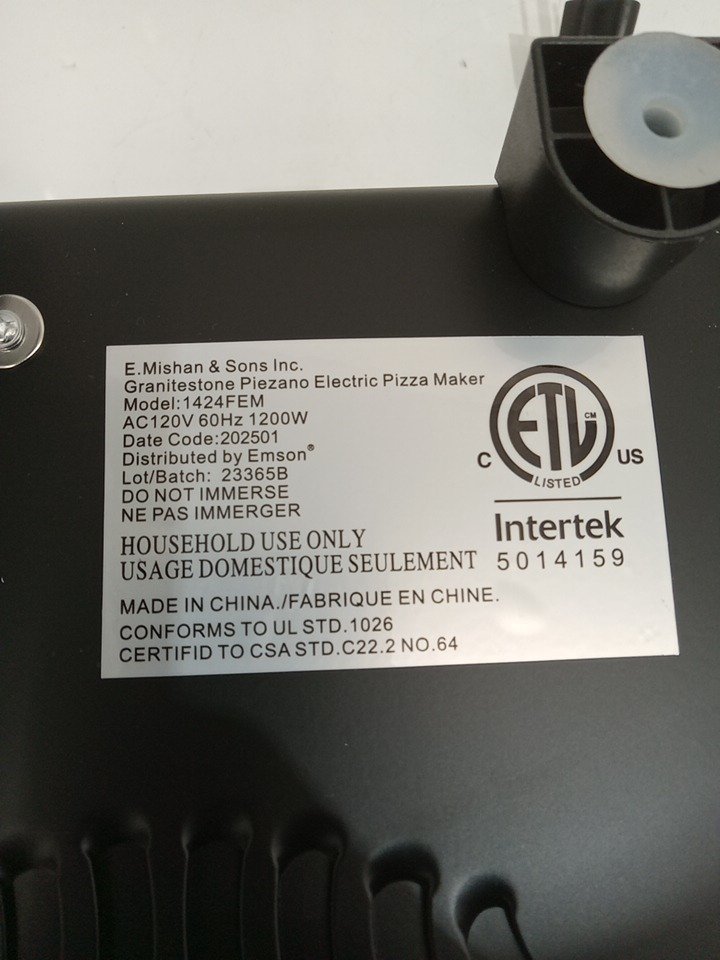 E.Mishan & Sons Inc.
Granitestone Piezano Electric Pizza Maker
Model:1424FEM
AC120V 60Hz 1200W
Date Code:202501
Distributed by Emson®
Lot/Batch: 23365B
DO NOT IMMERSE
NE PAS IMMERGER
HOUSEHOLD USE ONLY
USAGE DOMESTIQUE SEULEMENT
MADE IN CHINA./FABRIQUE EN CHINE.
CONFORMS TO UL STD.1026
CERTIFID TO CSA STD.C22.2 NO.64
ETL CM
C US
LISTED
Intertek
5014159